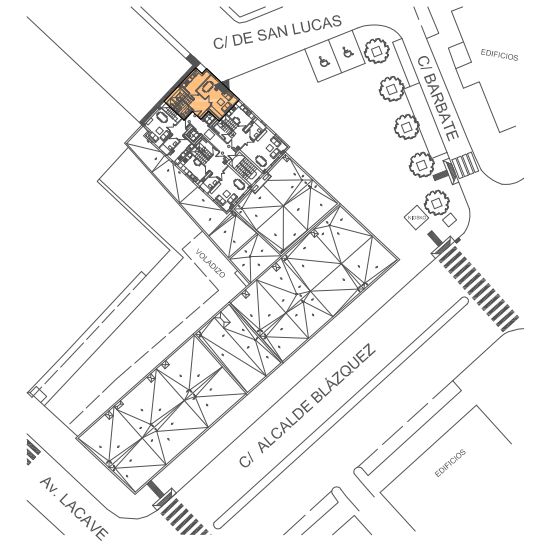 C/ DE SAN LUCAS
EDIFICIOS
C/ BARBATE
KIOSKO
VOLADIZO
C/ ALCALDE BLÁZQUEZ
EDIFICIOS
Av. LACAVE